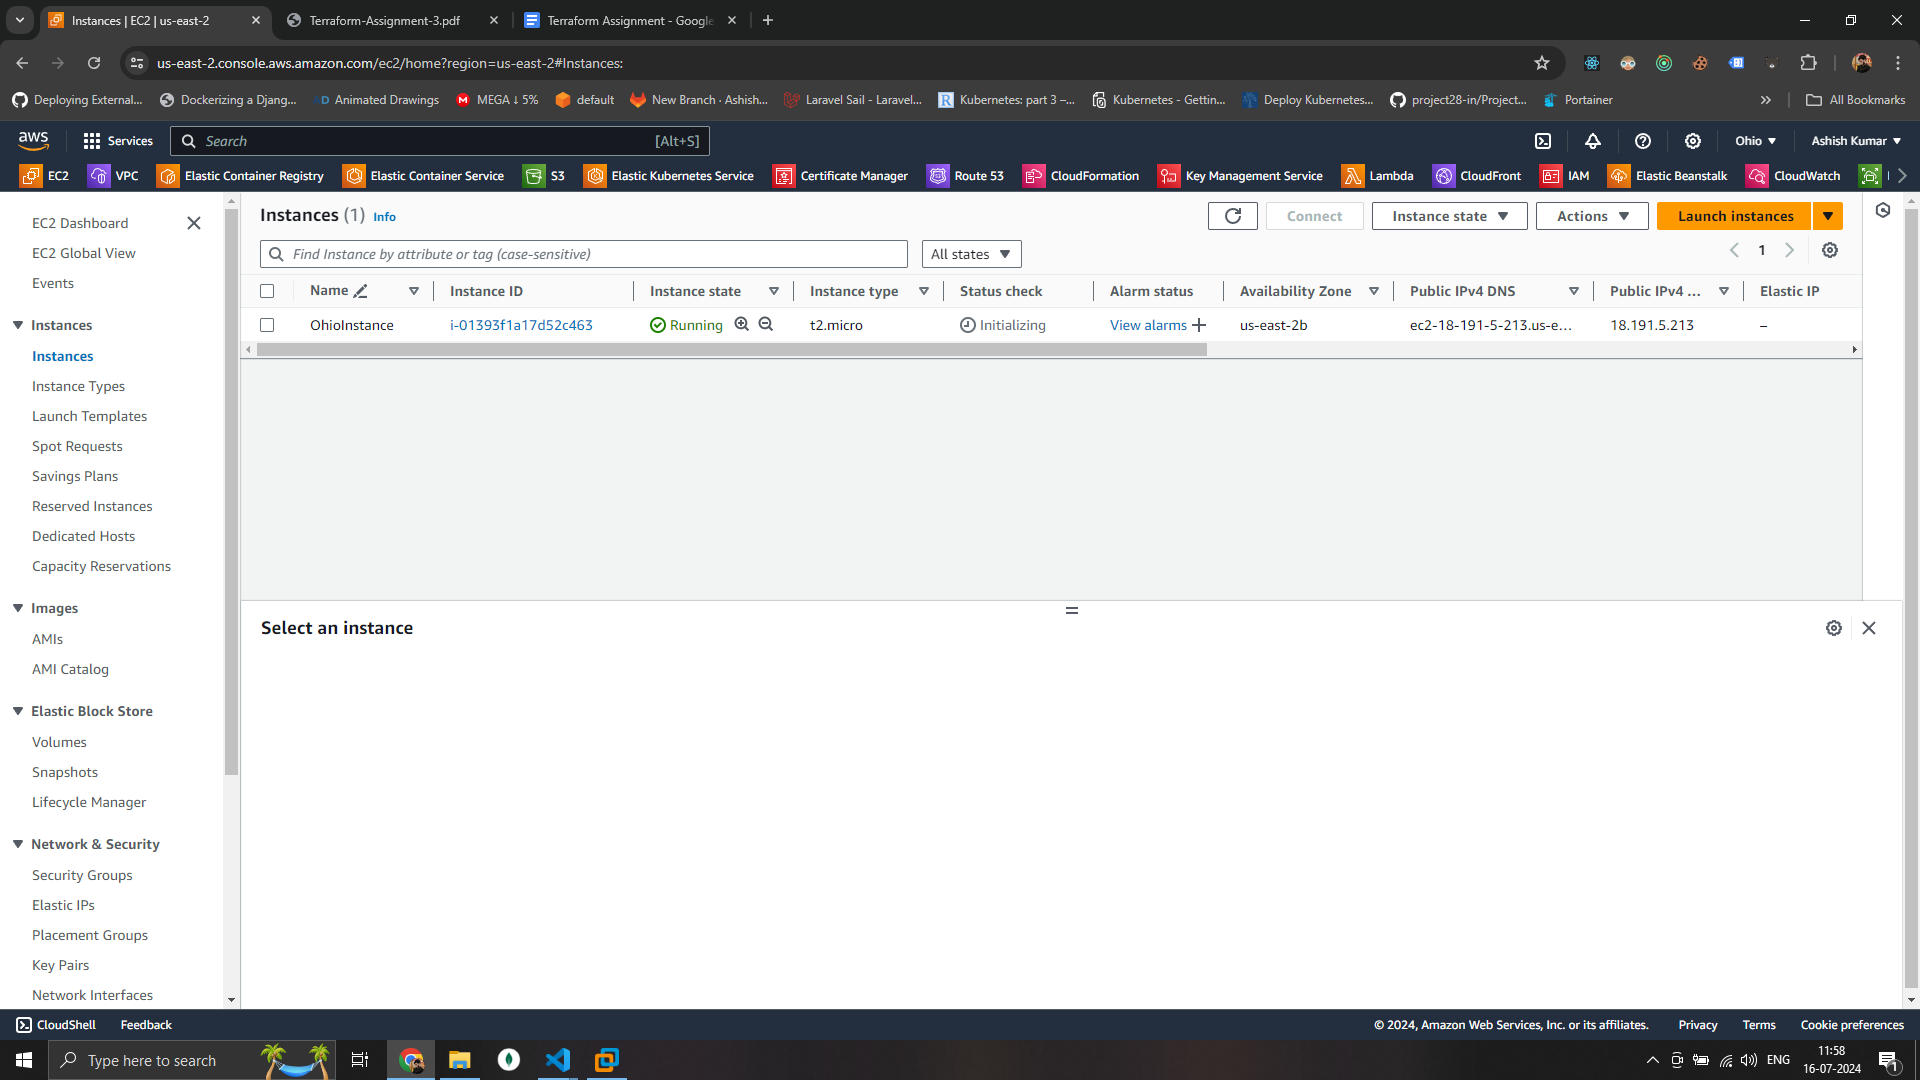 Instances | EC2 | us-east-2
Terraform-Assignment-3.pdf
Terraform Assignment - Google
us-east-2.console.aws.amazon.com/ec2/home?region=us-east-2#Instances:
Deploying External...
Dockerizing a Djang...
Animated Drawings
MEGA ↓ 5%
default
New Branch · Ashish...
Laravel Sail - Laravel...
Kubernetes: part 3 –...
Kubernetes - Gettin...
Deploy Kubernetes...
project28-in/Project...
Portainer
All Bookmarks
aws
Services
Search
[Alt+S]
Ohio
Ashish Kumar
EC2
VPC
Elastic Container Registry
Elastic Container Service
S3
Elastic Kubernetes Service
Certificate Manager
Route 53
CloudFormation
Key Management Service
Lambda
CloudFront
IAM
Elastic Beanstalk
CloudWatch
EC2 Dashboard
EC2 Global View
Events
Instances
Instances
Instance Types
Launch Templates
Spot Requests
Savings Plans
Reserved Instances
Dedicated Hosts
Capacity Reservations
Images
AMIs
AMI Catalog
Elastic Block Store
Volumes
Snapshots
Lifecycle Manager
Network & Security
Security Groups
Elastic IPs
Placement Groups
Key Pairs
Network Interfaces
Instances (1) Info
Connect
Instance state
Actions
Launch instances
Find Instance by attribute or tag (case-sensitive)
All states
1
Name
Instance ID
Instance state
Instance type
Status check
Alarm status
Availability Zone
Public IPv4 DNS
Public IPv4 ...
Elastic IP
OhioInstance
i-01393f1a17d52c463
Running
t2.micro
Initializing
View alarms +
us-east-2b
ec2-18-191-5-213.us-e...
18.191.5.213
–
Select an instance
CloudShell
Feedback
© 2024, Amazon Web Services, Inc. or its affiliates.
Privacy
Terms
Cookie preferences
Type here to search
ENG
11:58
16-07-2024
1